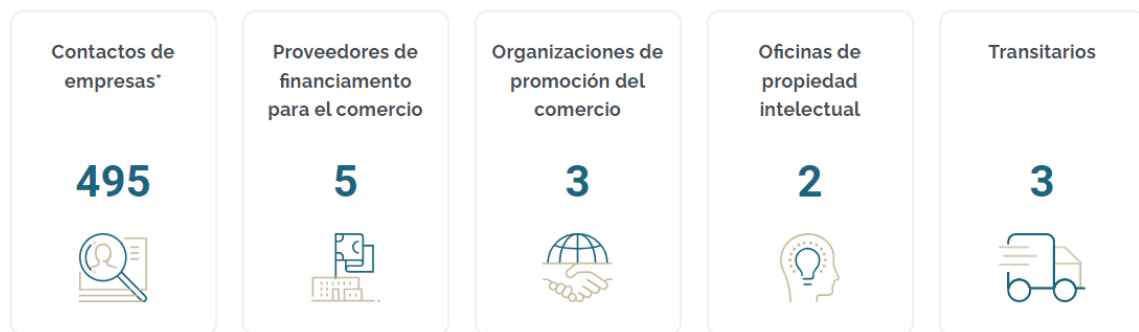 Contactos de
empresas*
495
Proveedores de
financiamento
para el comercio
5
Organizaciones de
promoción del
comercio
3
Oficinas de
propiedad
intelectual
2
Transitarios
3